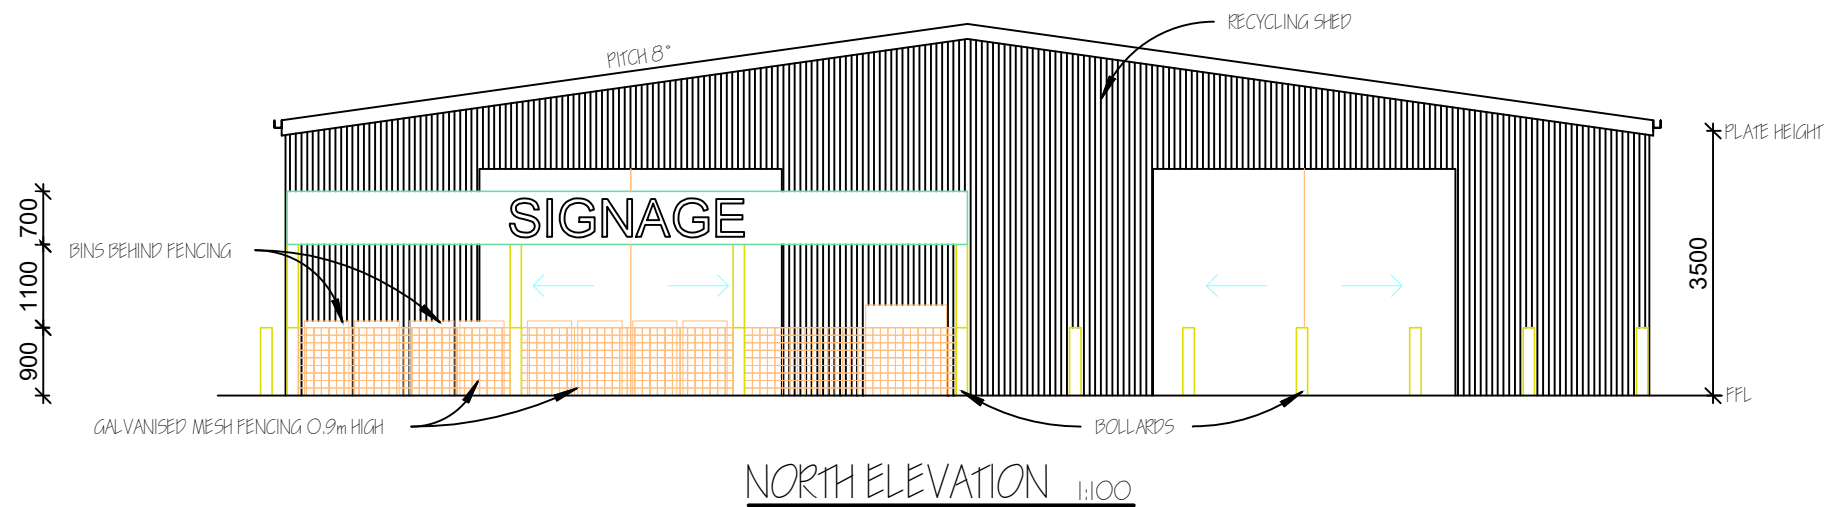 RECYCLING SHED
PITCH 8°
PLATE HEIGHT
700
SIGNAGE
BINS BEHIND FENCING
1100
3500
900
FFL
GALVANISED MESH FENCING 0.9m HIGH
BOLLARDS
NORTH ELEVATION 1:100